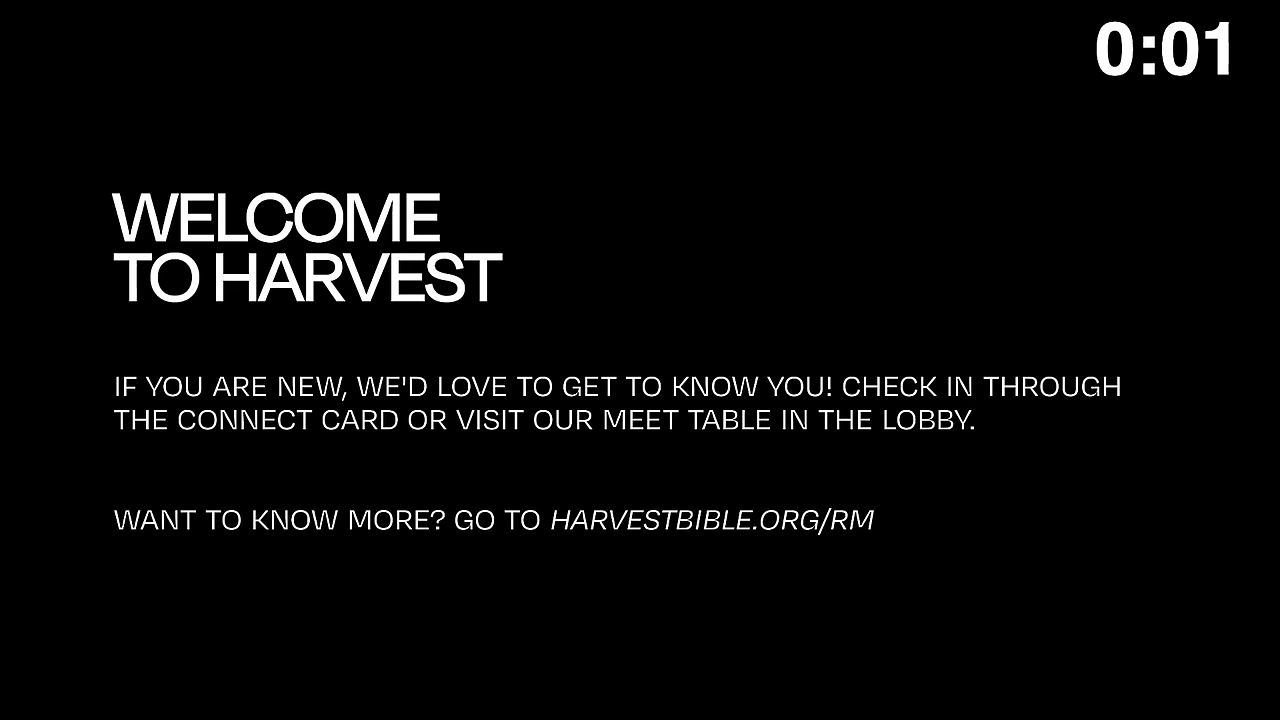 0:01
WELCOME
TO HARVEST
IF YOU ARE NEW, WE'D LOVE TO GET TO KNOW YOU! CHECK IN THROUGH
THE CONNECT CARD OR VISIT OUR MEET TABLE IN THE LOBBY.
WANT TO KNOW MORE? GO TO HARVESTBIBLE.ORG/RM